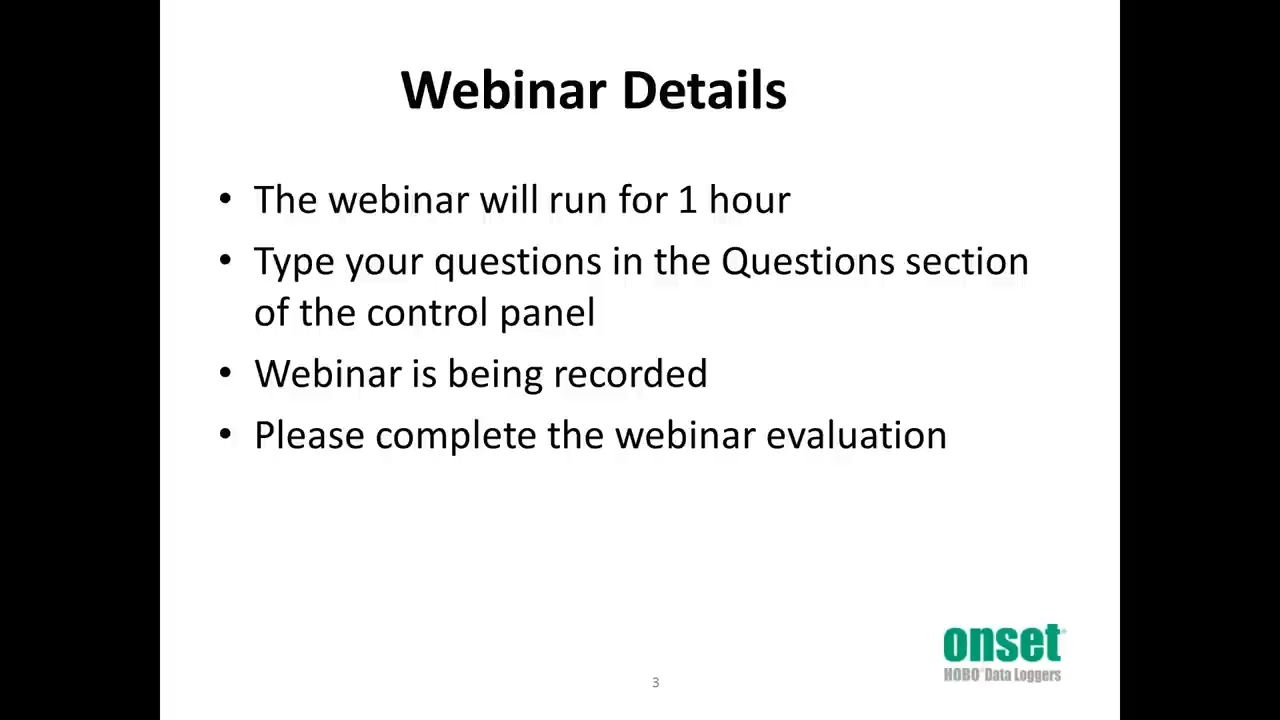 Webinar Details
• The webinar will run for 1 hour
• Type your questions in the Questions section
of the control panel
• Webinar is being recorded
• Please complete the webinar evaluation
onset®
HOBO® Data Loggers
3